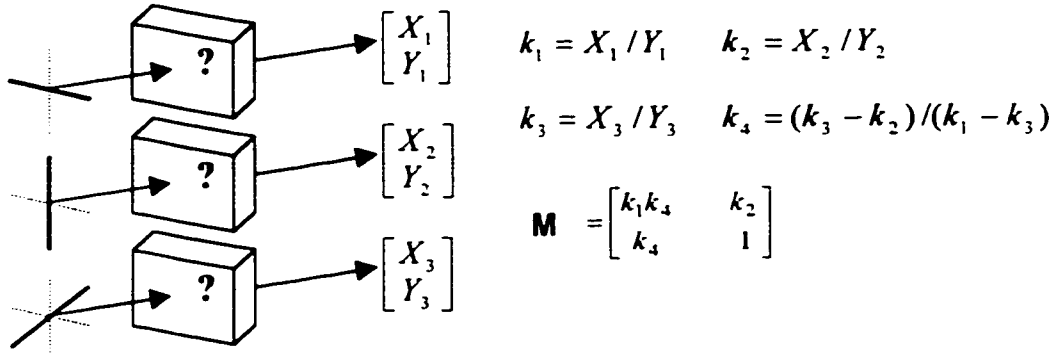 ? [X₁ Y₁] k₁ = X₁ / Y₁ k₂ = X₂ / Y₂
? [X₂ Y₂] k₃ = X₃ / Y₃ k₄ = (k₃ − k₂)/(k₁ − k₃)
? [X₃ Y₃] M = [k₁k₄ k₂
k₄ 1]